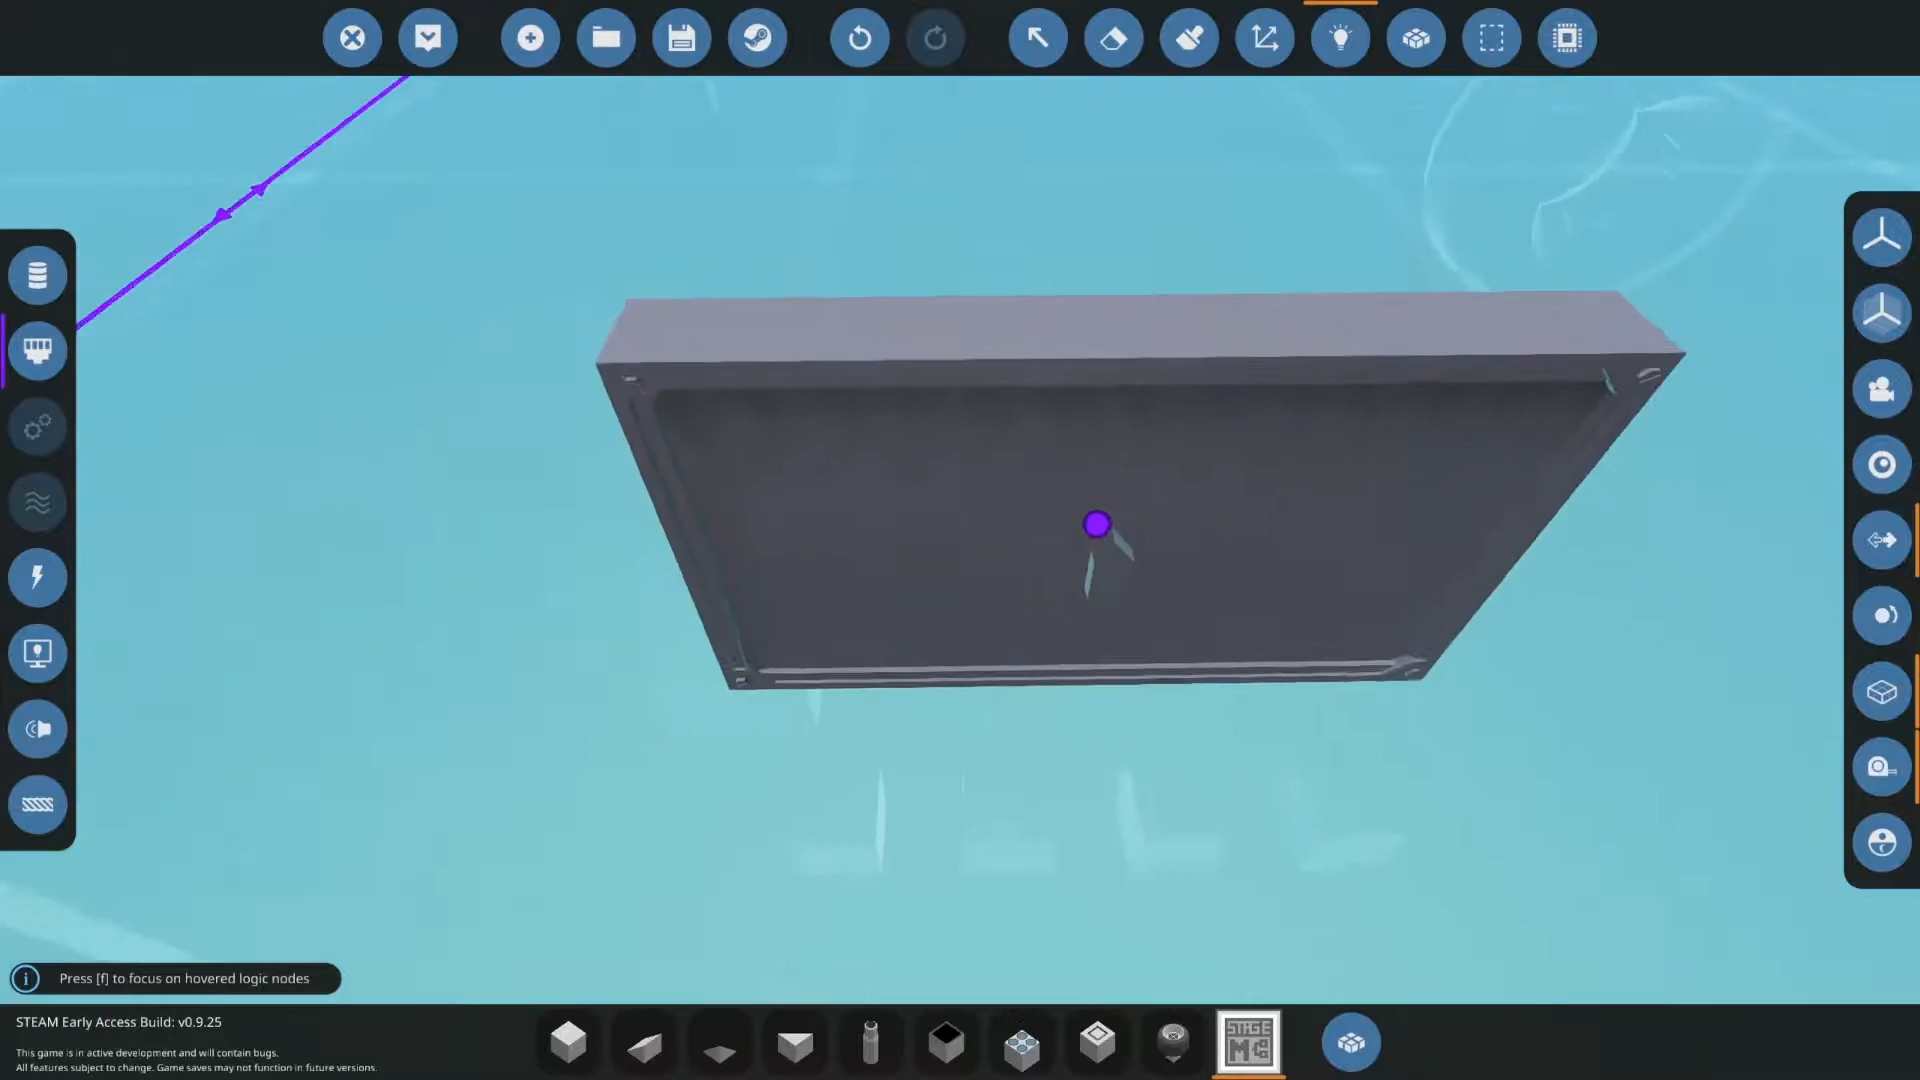 Press [f] to focus on hovered logic nodes
STEAM Early Access Build: v0.9.25
This game is in active development and will contain bugs.
All features subject to change. Game saves may not function in future versions.